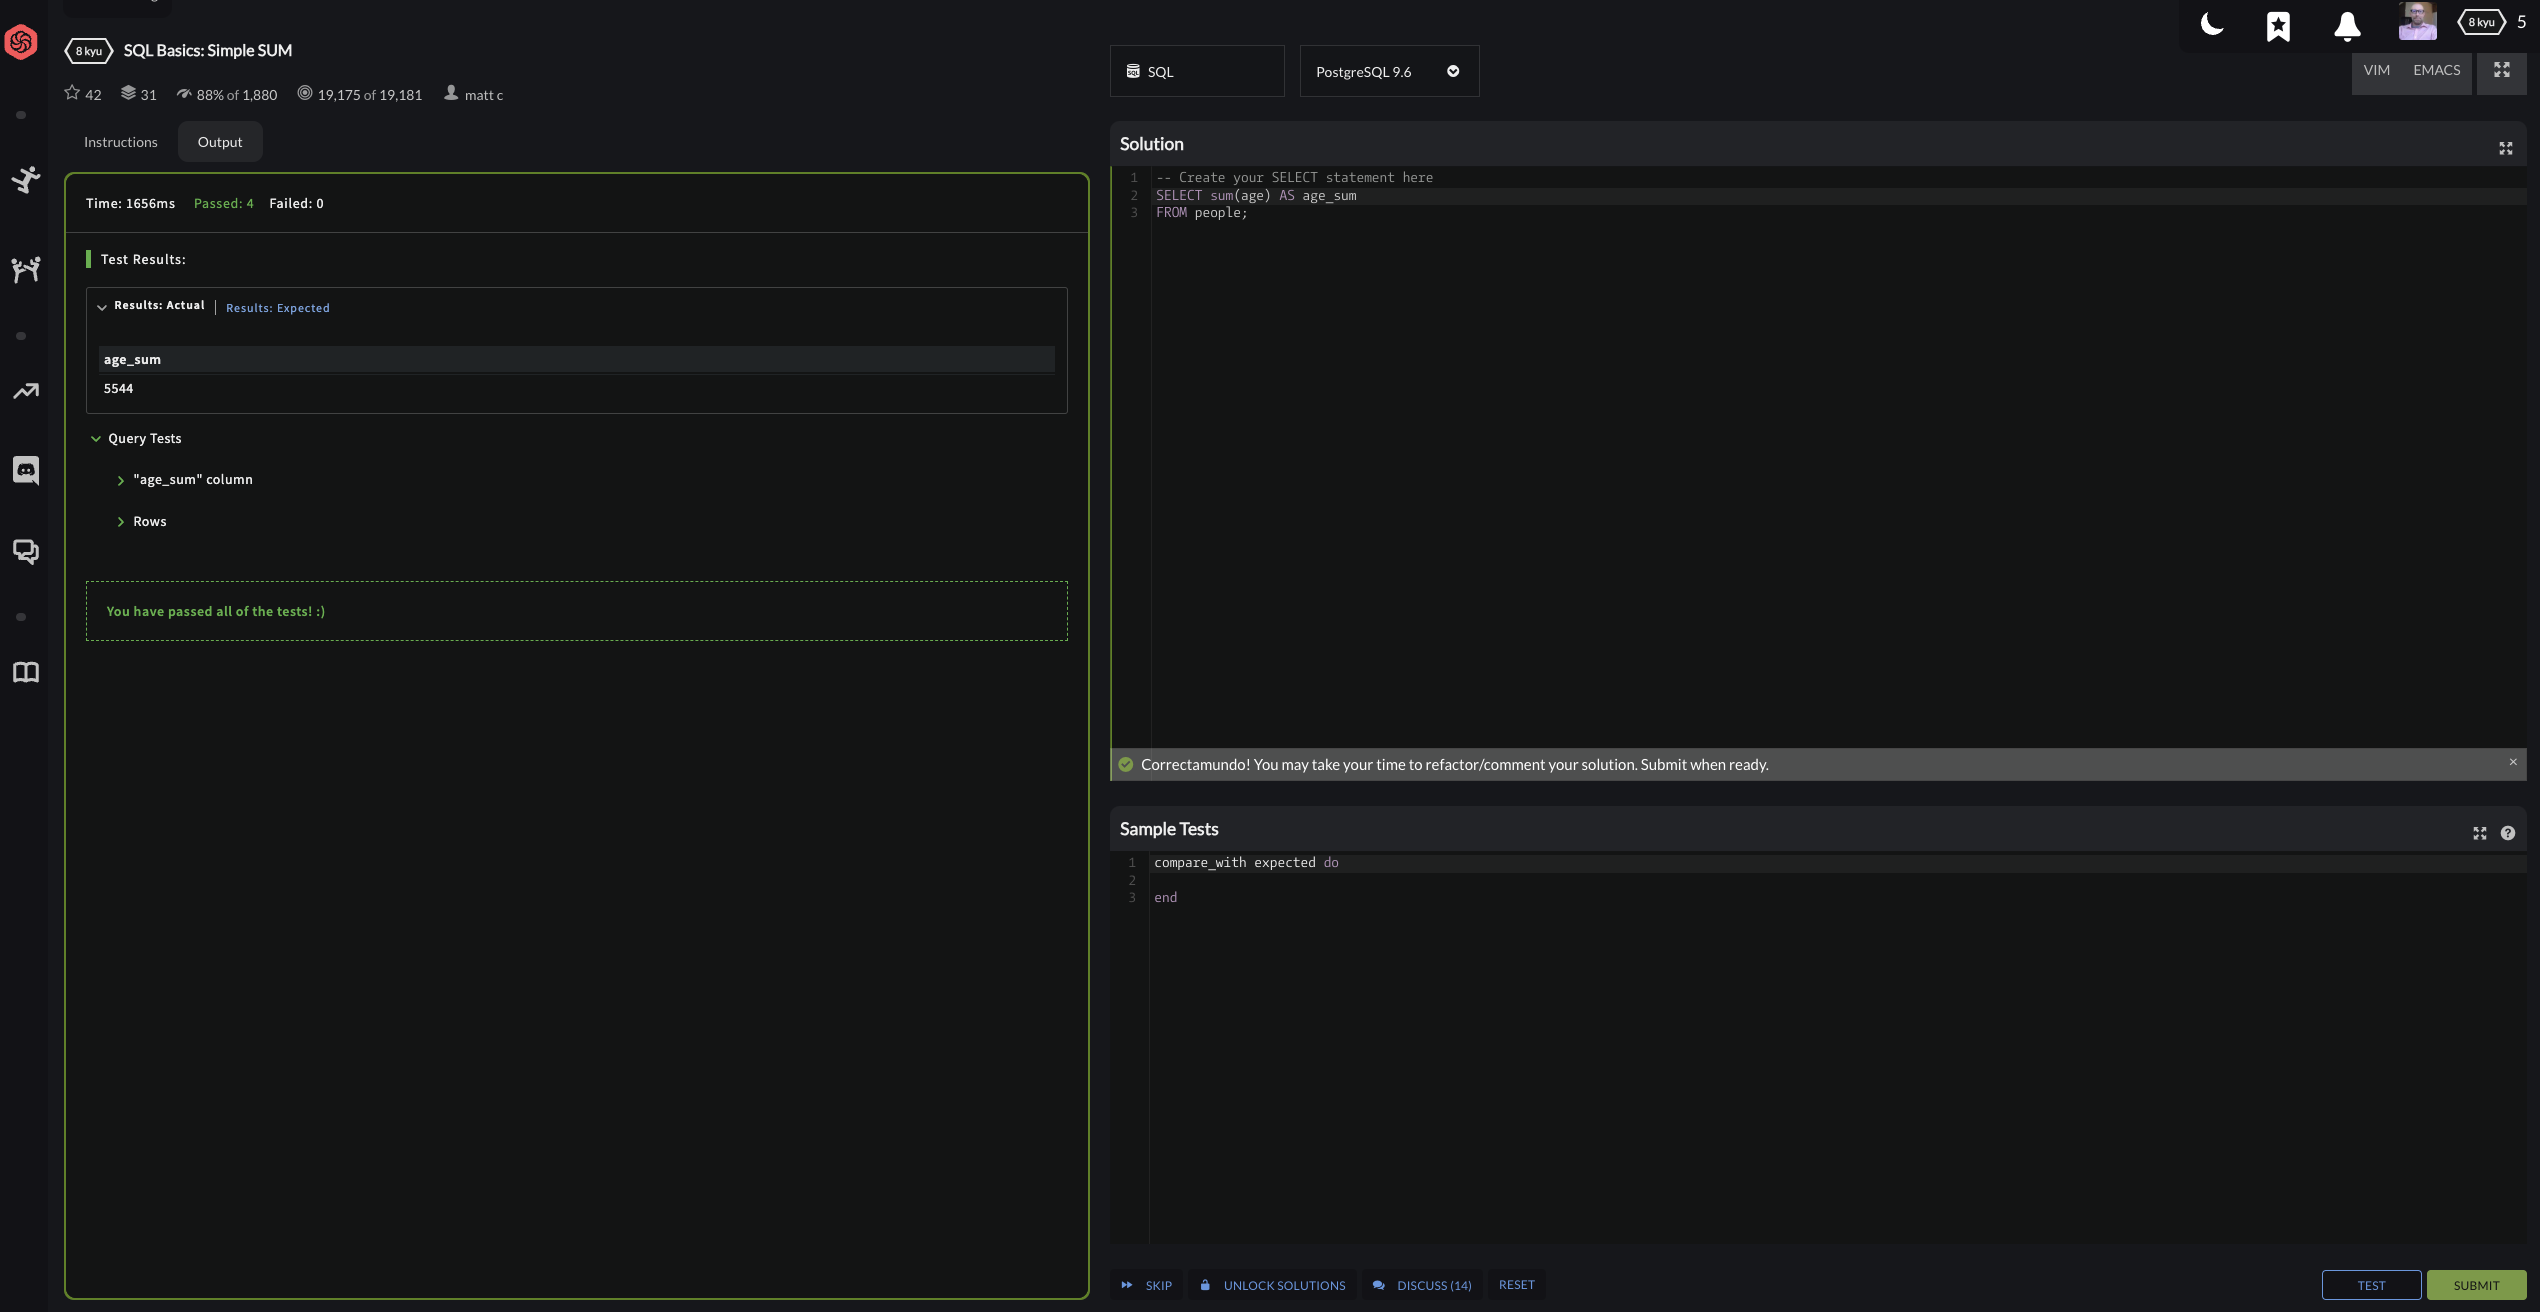 8 kyu
5
8 kyu SQL Basics: Simple SUM
42 31 88% of 1,880 19,175 of 19,181 matt c
SQL
PostgreSQL 9.6
VIM EMACS
Instructions
Output
Time: 1656ms Passed: 4 Failed: 0
Test Results:
Results: Actual
Results: Expected
age_sum
5544
Query Tests
"age_sum" column
Rows
You have passed all of the tests! :)
Solution
1 -- Create your SELECT statement here
2 SELECT sum(age) AS age_sum
3 FROM people;
Correctamundo! You may take your time to refactor/comment your solution. Submit when ready.
×
Sample Tests
1 compare_with expected do
2
3 end
SKIP
UNLOCK SOLUTIONS
DISCUSS (14)
RESET
TEST
SUBMIT